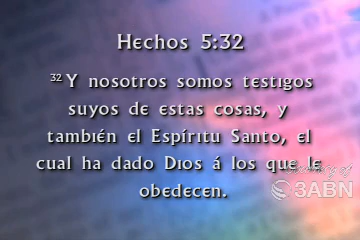 Hechos 5:32
32 Y nosotros somos testigos
suyos de estas cosas, y
también el Espíritu Santo, el
cual ha dado Dios á los que le
obedecen.
3ABN